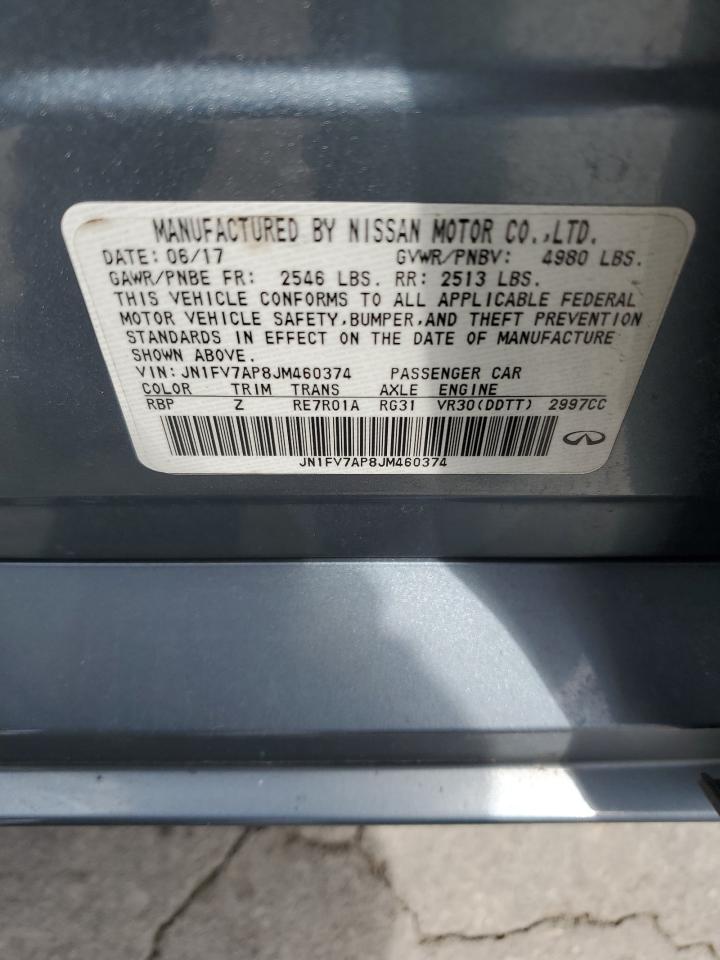 MANUFACTURED BY NISSAN MOTOR CO.,LTD.
DATE: 06/17 GVWR/PNBV: 4980 LBS.
GAWR/PNBE FR: 2546 LBS. RR: 2513 LBS.
THIS VEHICLE CONFORMS TO ALL APPLICABLE FEDERAL
MOTOR VEHICLE SAFETY,BUMPER,AND THEFT PREVENTION
STANDARDS IN EFFECT ON THE DATE OF MANUFACTURE
SHOWN ABOVE.
VIN: JN1FV7AP8JM460374 PASSENGER CAR
COLOR TRIM TRANS AXLE ENGINE
RBP Z RE7R01A RG31 VR30(DDTT) 2997CC
JN1FV7AP8JM460374